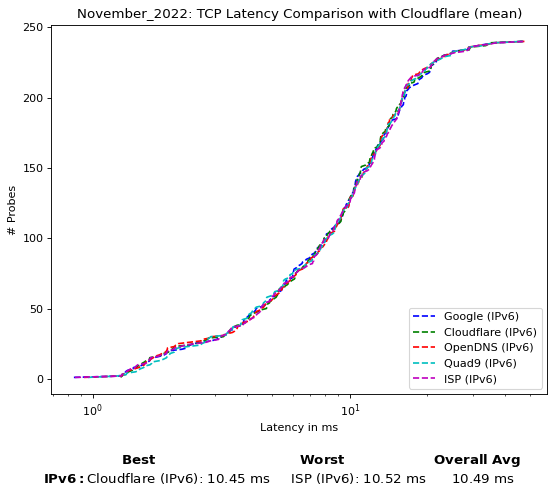 November_2022: TCP Latency Comparison with Cloudflare (mean)
250
200
150
100
50
0
# Probes
10⁰
10¹
Latency in ms
Google (IPv6)
Cloudflare (IPv6)
OpenDNS (IPv6)
Quad9 (IPv6)
ISP (IPv6)
Best Worst Overall Avg
IPv6: Cloudflare (IPv6): 10.45 ms ISP (IPv6): 10.52 ms 10.49 ms